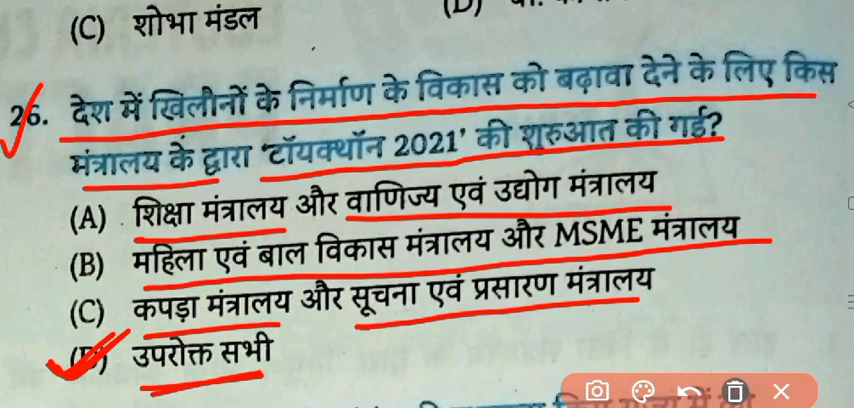 (C) शोभा मंडल
(D)
26. देश में खिलौनों के निर्माण के विकास को बढ़ावा देने के लिए किस
मंत्रालय के द्वारा 'टॉयक्थॉन 2021' की शुरुआत की गई?
(A) शिक्षा मंत्रालय और वाणिज्य एवं उद्योग मंत्रालय
(B) महिला एवं बाल विकास मंत्रालय और MSME मंत्रालय
(C) कपड़ा मंत्रालय और सूचना एवं प्रसारण मंत्रालय
(D) उपरोक्त सभी